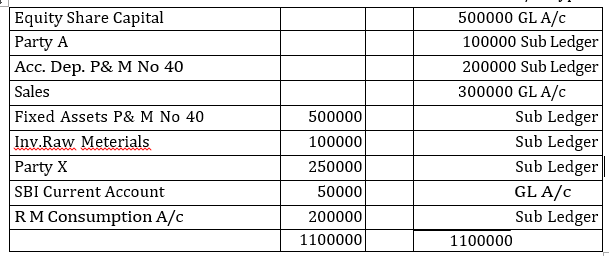 Equity Share Capital 500000 GL A/c
Party A 100000 Sub Ledger
Acc. Dep. P& M No 40 200000 Sub Ledger
Sales 300000 GL A/c
Fixed Assets P& M No 40 500000 Sub Ledger
Inv.Raw Meterials 100000 Sub Ledger
Party X 250000 Sub Ledger
SBI Current Account 50000 GL A/c
R M Consumption A/c 200000 Sub Ledger
1100000 1100000